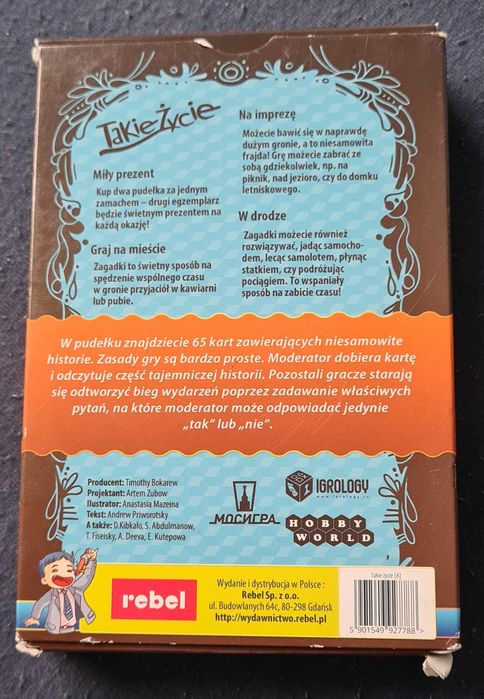 Takie Życie
Miły prezent
Kup dwa pudełka za jednym
zamachem – drugi egzemplarz
będzie świetnym prezentem na
każdą okazję!
Graj na mieście
Zagadki to świetny sposób na
spędzenie wspólnego czasu
w gronie przyjaciół w kawiarni
lub pubie.
Na imprezę
Możecie bawić się w naprawdę
dużym gronie, a to niesamowita
frajda! Grę możecie zabrać ze
sobą gdziekolwiek, np. na
piknik, nad jezioro, czy do domku
letniskowego.
W drodze
Zagadki możecie również
rozwiązywać, jadąc samocho-
dem, lecąc samolotem, płynąc
statkiem, czy podróżując
pociągiem. To wspaniały
sposób na zabicie czasu!
W pudełku znajdziecie 65 kart zawierających niesamowite
historie. Zasady gry są bardzo proste. Moderator dobiera kartę
i odczytuje część tajemniczej historii. Pozostali gracze starają
się odtworzyć bieg wydarzeń poprzez zadawanie właściwych
pytań, na które moderator może odpowiadać jedynie
„tak” lub „nie”.
Producent: Timothy Bokarew
Projektant: Artem Zubow
Ilustrator: Anastasia Mazeina
Tekst: Andrew Priworotsky
A także: D.Kibkalo, S. Abdulmanow,
T. Fiseisky, A. Deeva, E. Kutepowa
МОСИГРА
IGROLOGY
www.igrology.ru
HOBBY
WORLD
rebel
Wydanie i dystrybucja w Polsce :
Rebel Sp. z o.o.
ul. Budowlanych 64c, 80-298 Gdańsk
http://wydawnictwo.rebel.pl
Takie życie [A]
5 901549 927788 >